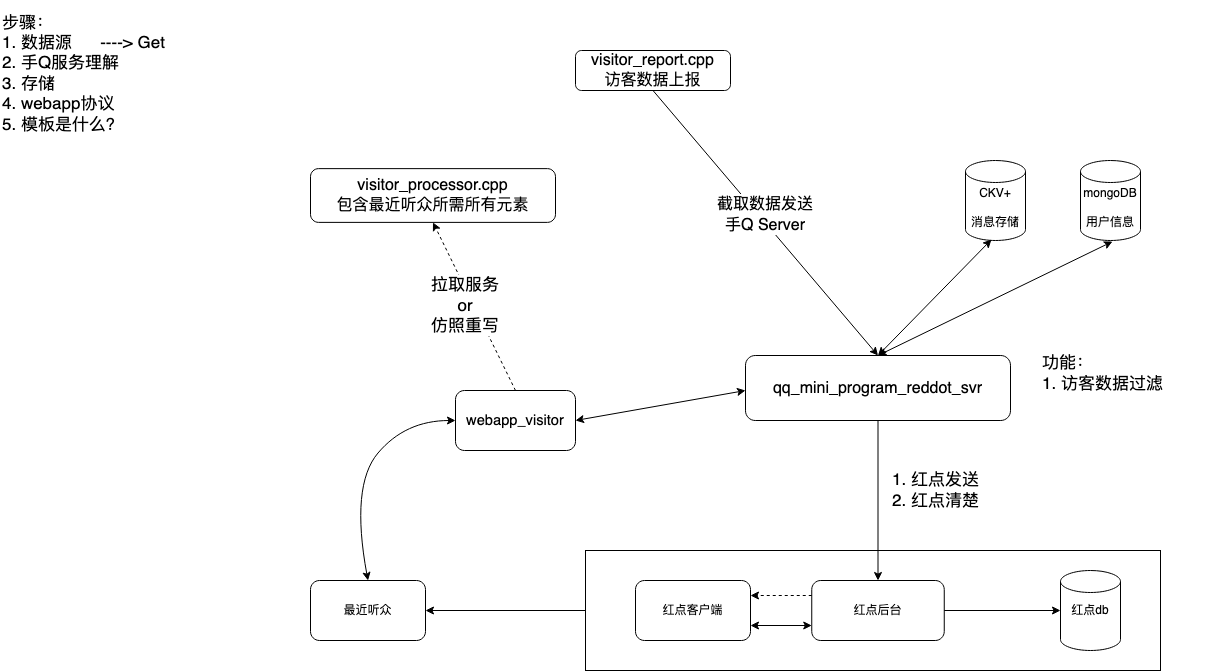 步骤：
1. 数据源 ----> Get
2. 手Q服务理解
3. 存储
4. webapp协议
5. 模板是什么？
visitor_report.cpp
访客数据上报
visitor_processor.cpp
包含最近听众所需所有元素
CKV+
消息存储
mongoDB
用户信息
截取数据发送
手Q Server
拉取服务
or
仿照重写
qq_mini_program_reddot_svr
功能：
1. 访客数据过滤
webapp_visitor
1. 红点发送
2. 红点清楚
最近听众
红点客户端
红点后台
红点db